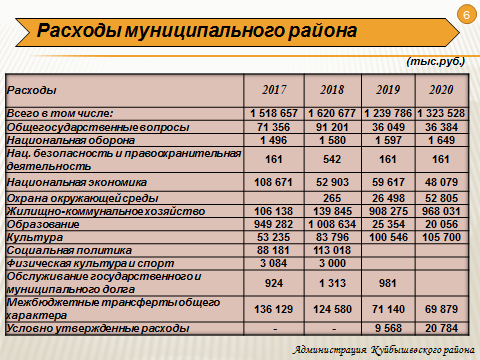 6
Расходы муниципального района
(тыс.руб.)
Расходы 2017 2018 2019 2020
Всего в том числе: 1 518 657 1 620 677 1 239 786 1 323 528
Общегосударственные вопросы 71 356 91 201 36 049 36 384
Национальная оборона 1 496 1 580 1 597 1 649
Нац. безопасность и правоохранительная
деятельность 161 542 161 161
Национальная экономика 108 671 52 903 59 617 48 079
Охрана окружающей среды 265 26 498 52 805
Жилищно-коммунальное хозяйство 106 138 139 845 908 275 968 031
Образование 949 282 1 008 634 25 354 20 056
Культура 53 235 83 796 100 546 105 700
Социальная политика 88 181 113 018
Физическая культура и спорт 3 084 3 000
Обслуживание государственного и
муниципального долга 924 1 313 981
Межбюджетные трансферты общего
характера 136 129 124 580 71 140 69 879
Условно утвержденные расходы - - 9 568 20 784
Администрация Куйбышевского района